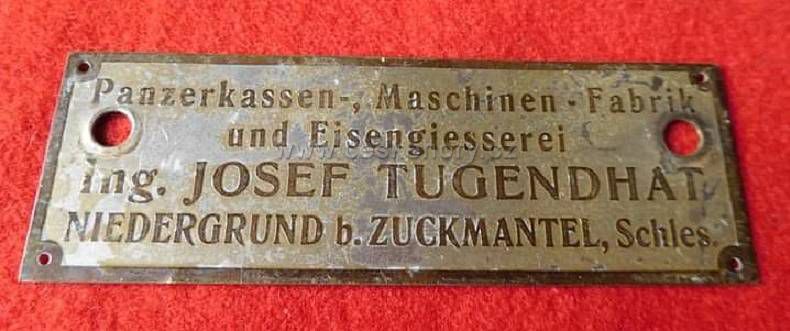 Panzerkassen-, Maschinen - Fabrik
und Eisengiesserei
Ing. JOSEF TUGENDHAT
NIEDERGRUND b. ZUCKMANTEL, Schles.